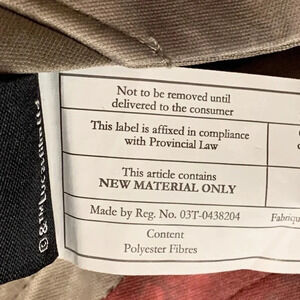 Not to be removed until
delivered to the consumer
This label is affixed in compliance
with Provincial Law
This article contains
NEW MATERIAL ONLY
Made by Reg. No. 03T-0438204
Fabriqu
Content
Polyester Fibres